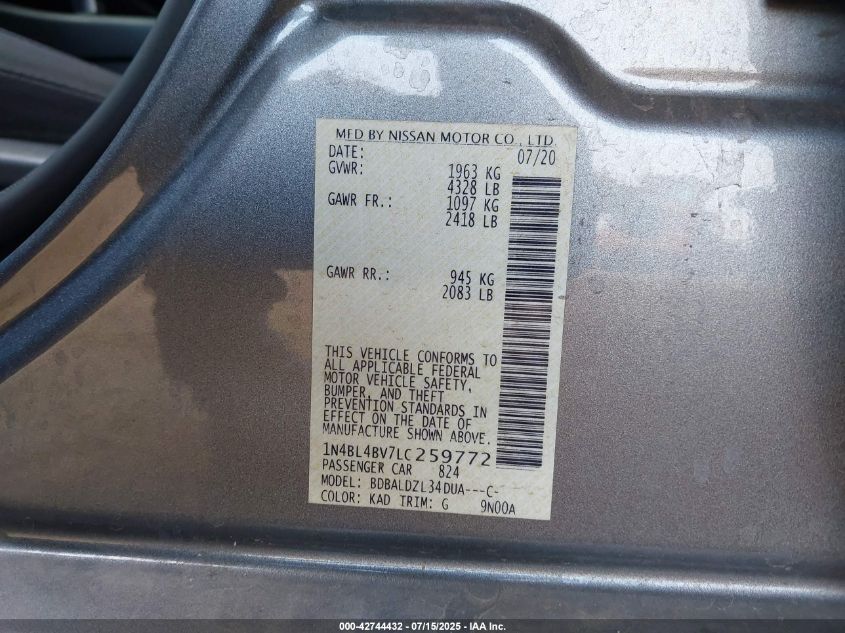 MFD BY NISSAN MOTOR CO., LTD.
DATE: 07/20
GVWR: 1963 KG
4328 LB
GAWR FR.: 1097 KG
2418 LB
GAWR RR.: 945 KG
2083 LB
THIS VEHICLE CONFORMS TO
ALL APPLICABLE FEDERAL
MOTOR VEHICLE SAFETY,
BUMPER, AND THEFT
PREVENTION STANDARDS IN
EFFECT ON THE DATE OF
MANUFACTURE SHOWN ABOVE.
1N4BL4BV7LC259772
PASSENGER CAR 824
MODEL: BDBALDZL34DUA---C-
COLOR: KAD TRIM: G 9N00A
000-42744432 - 07/15/2025 - IAA Inc.